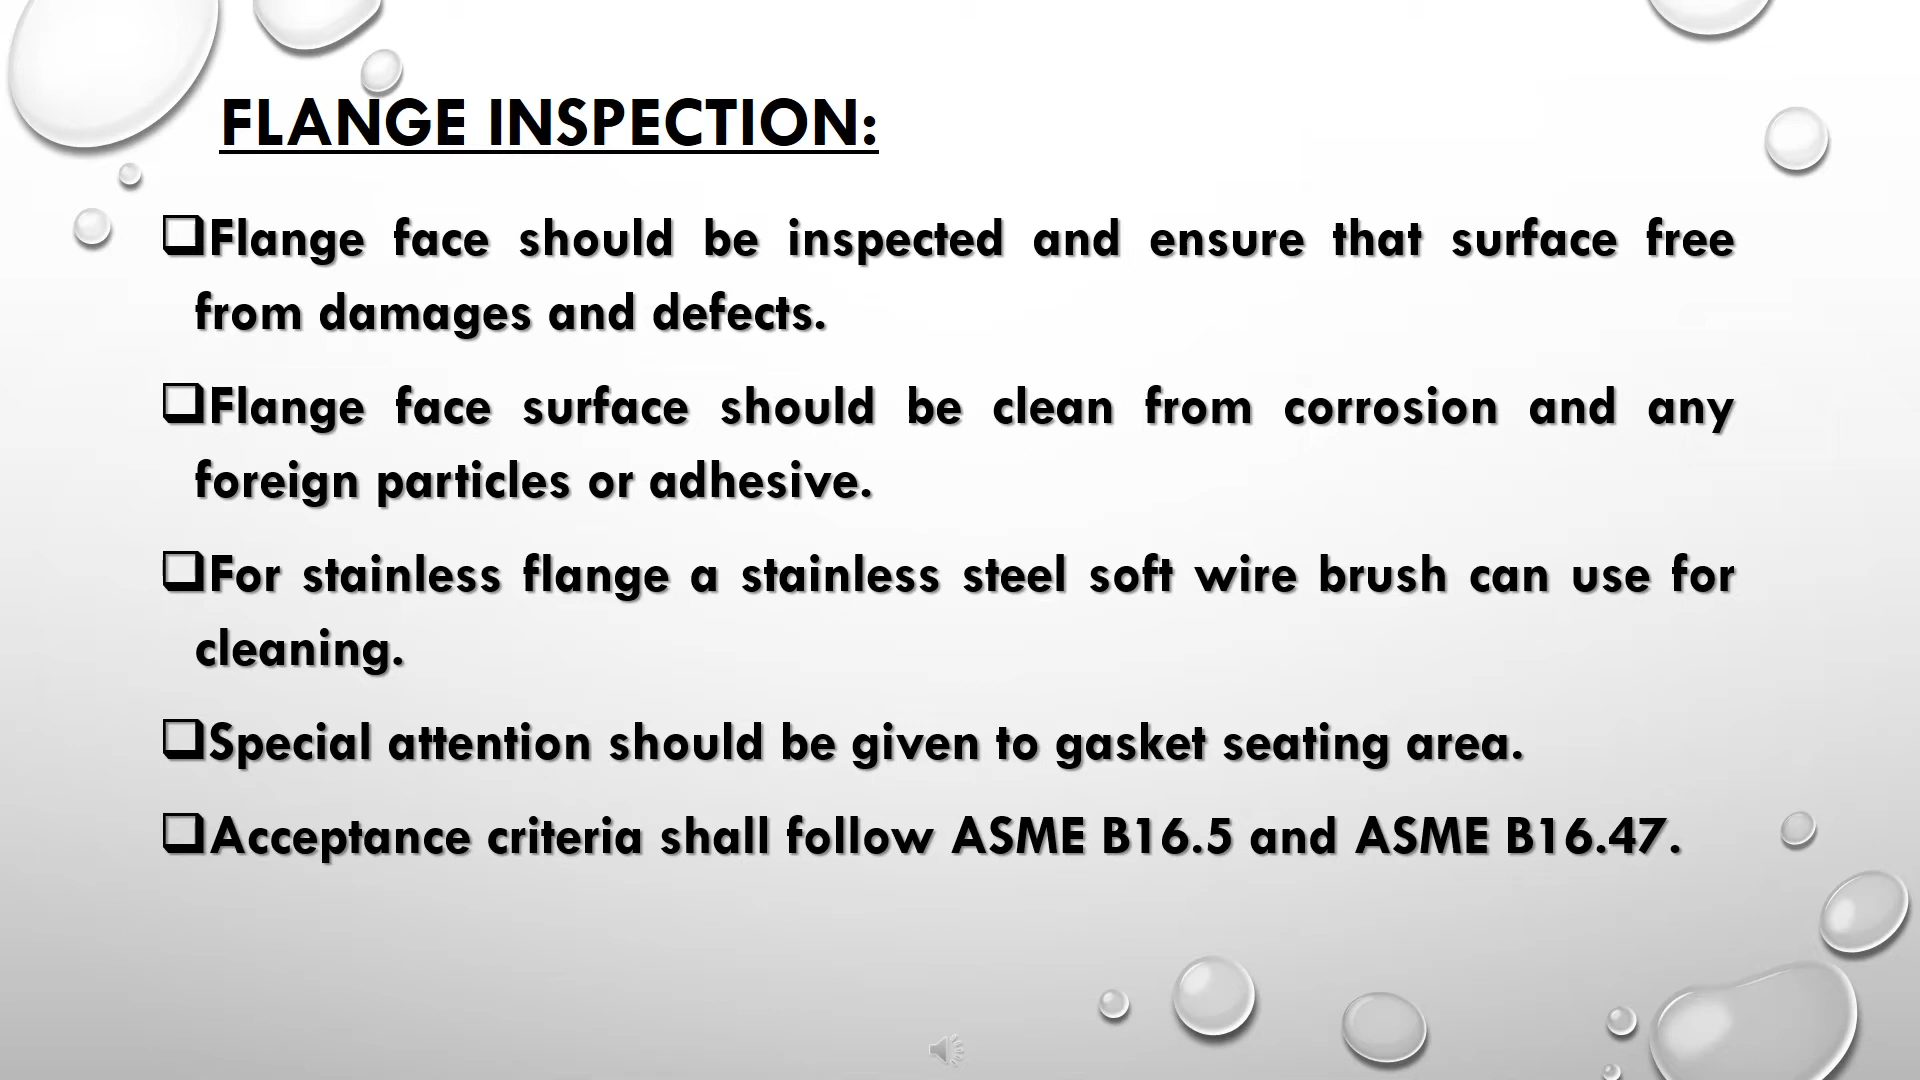 FLANGE INSPECTION:
❑Flange face should be inspected and ensure that surface free
from damages and defects.
❑Flange face surface should be clean from corrosion and any
foreign particles or adhesive.
❑For stainless flange a stainless steel soft wire brush can use for
cleaning.
❑Special attention should be given to gasket seating area.
❑Acceptance criteria shall follow ASME B16.5 and ASME B16.47.